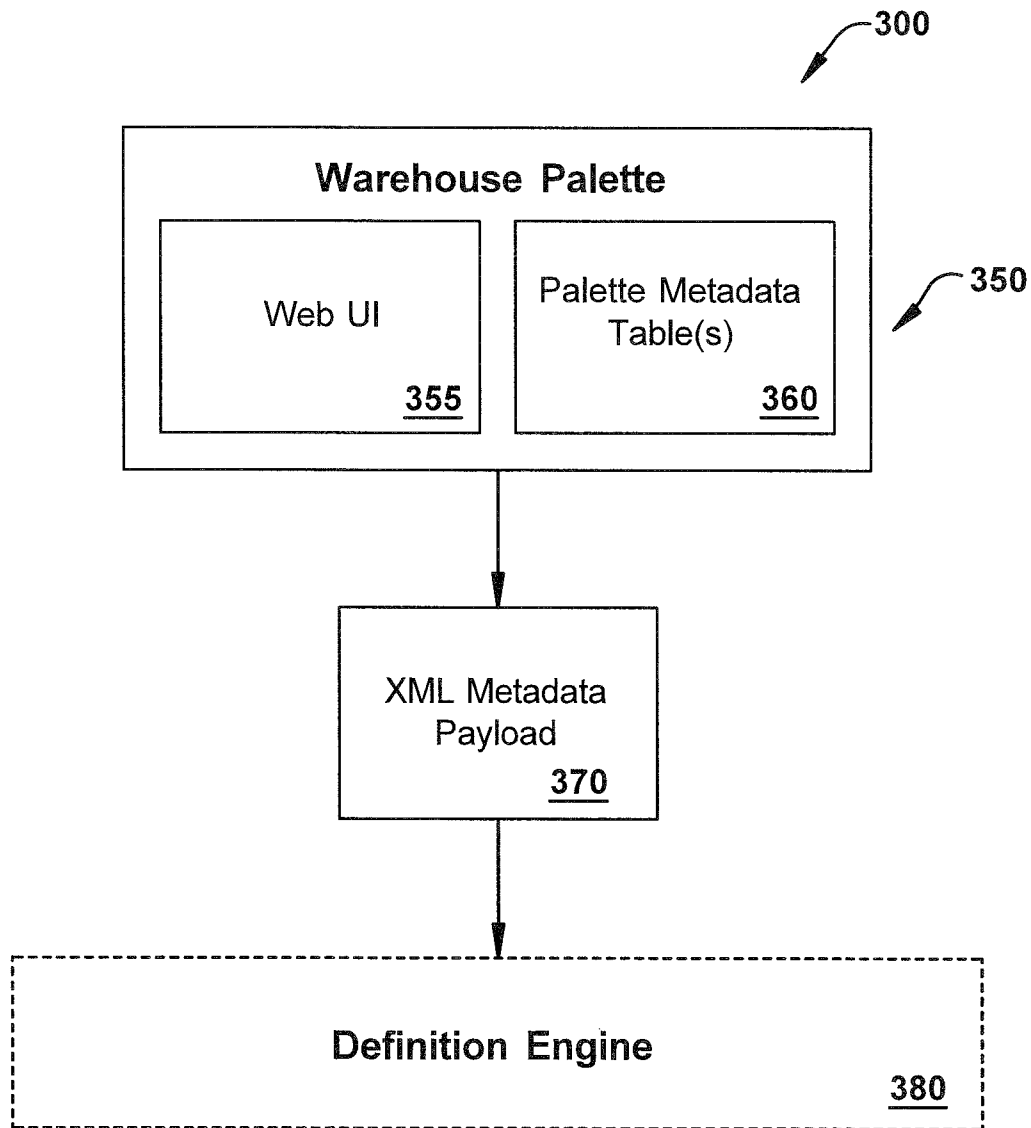 300
Warehouse Palette
350
Web UI
355
Palette Metadata
Table(s)
360
XML Metadata
Payload
370
Definition Engine
380